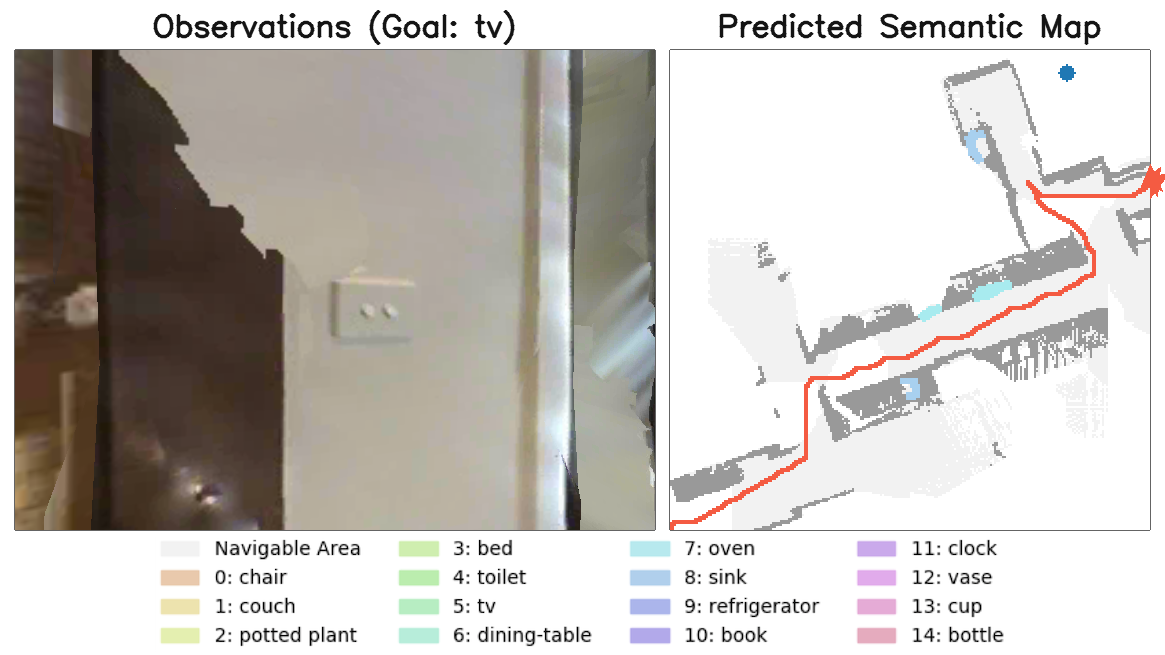 Observations (Goal: tv)
Predicted Semantic Map
Navigable Area
0: chair
1: couch
2: potted plant
3: bed
4: toilet
5: tv
6: dining-table
7: oven
8: sink
9: refrigerator
10: book
11: clock
12: vase
13: cup
14: bottle